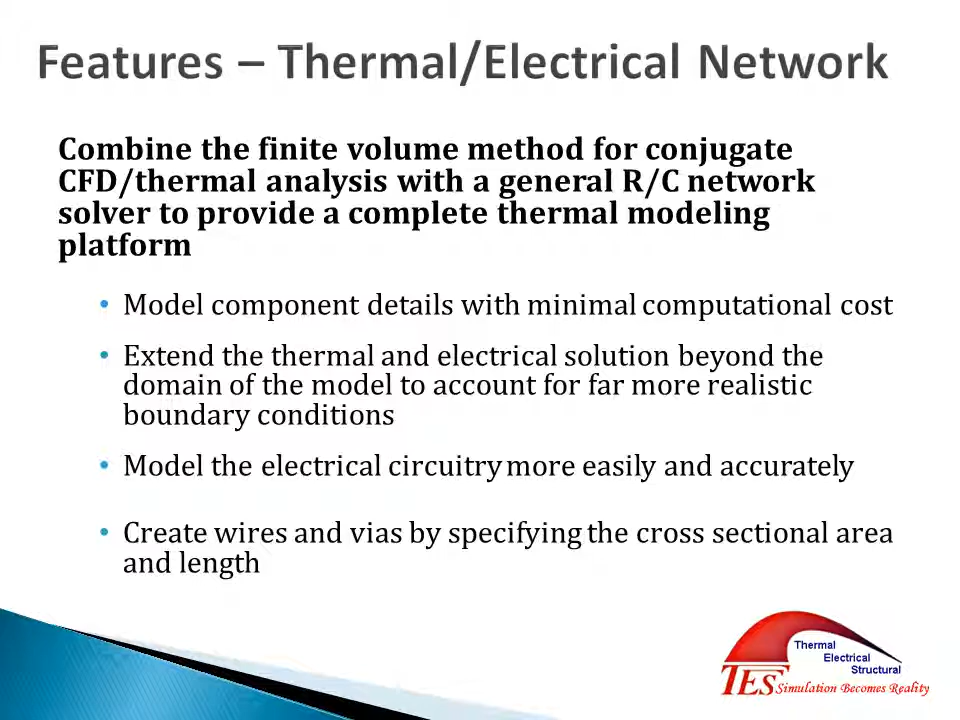 Features – Thermal/Electrical Network
Combine the finite volume method for conjugate
CFD/thermal analysis with a general R/C network
solver to provide a complete thermal modeling
platform
• Model component details with minimal computational cost
• Extend the thermal and electrical solution beyond the
domain of the model to account for far more realistic
boundary conditions
• Model the electrical circuitry more easily and accurately
• Create wires and vias by specifying the cross sectional area
and length
Thermal
Electrical
Structural
TES Simulation Becomes Reality